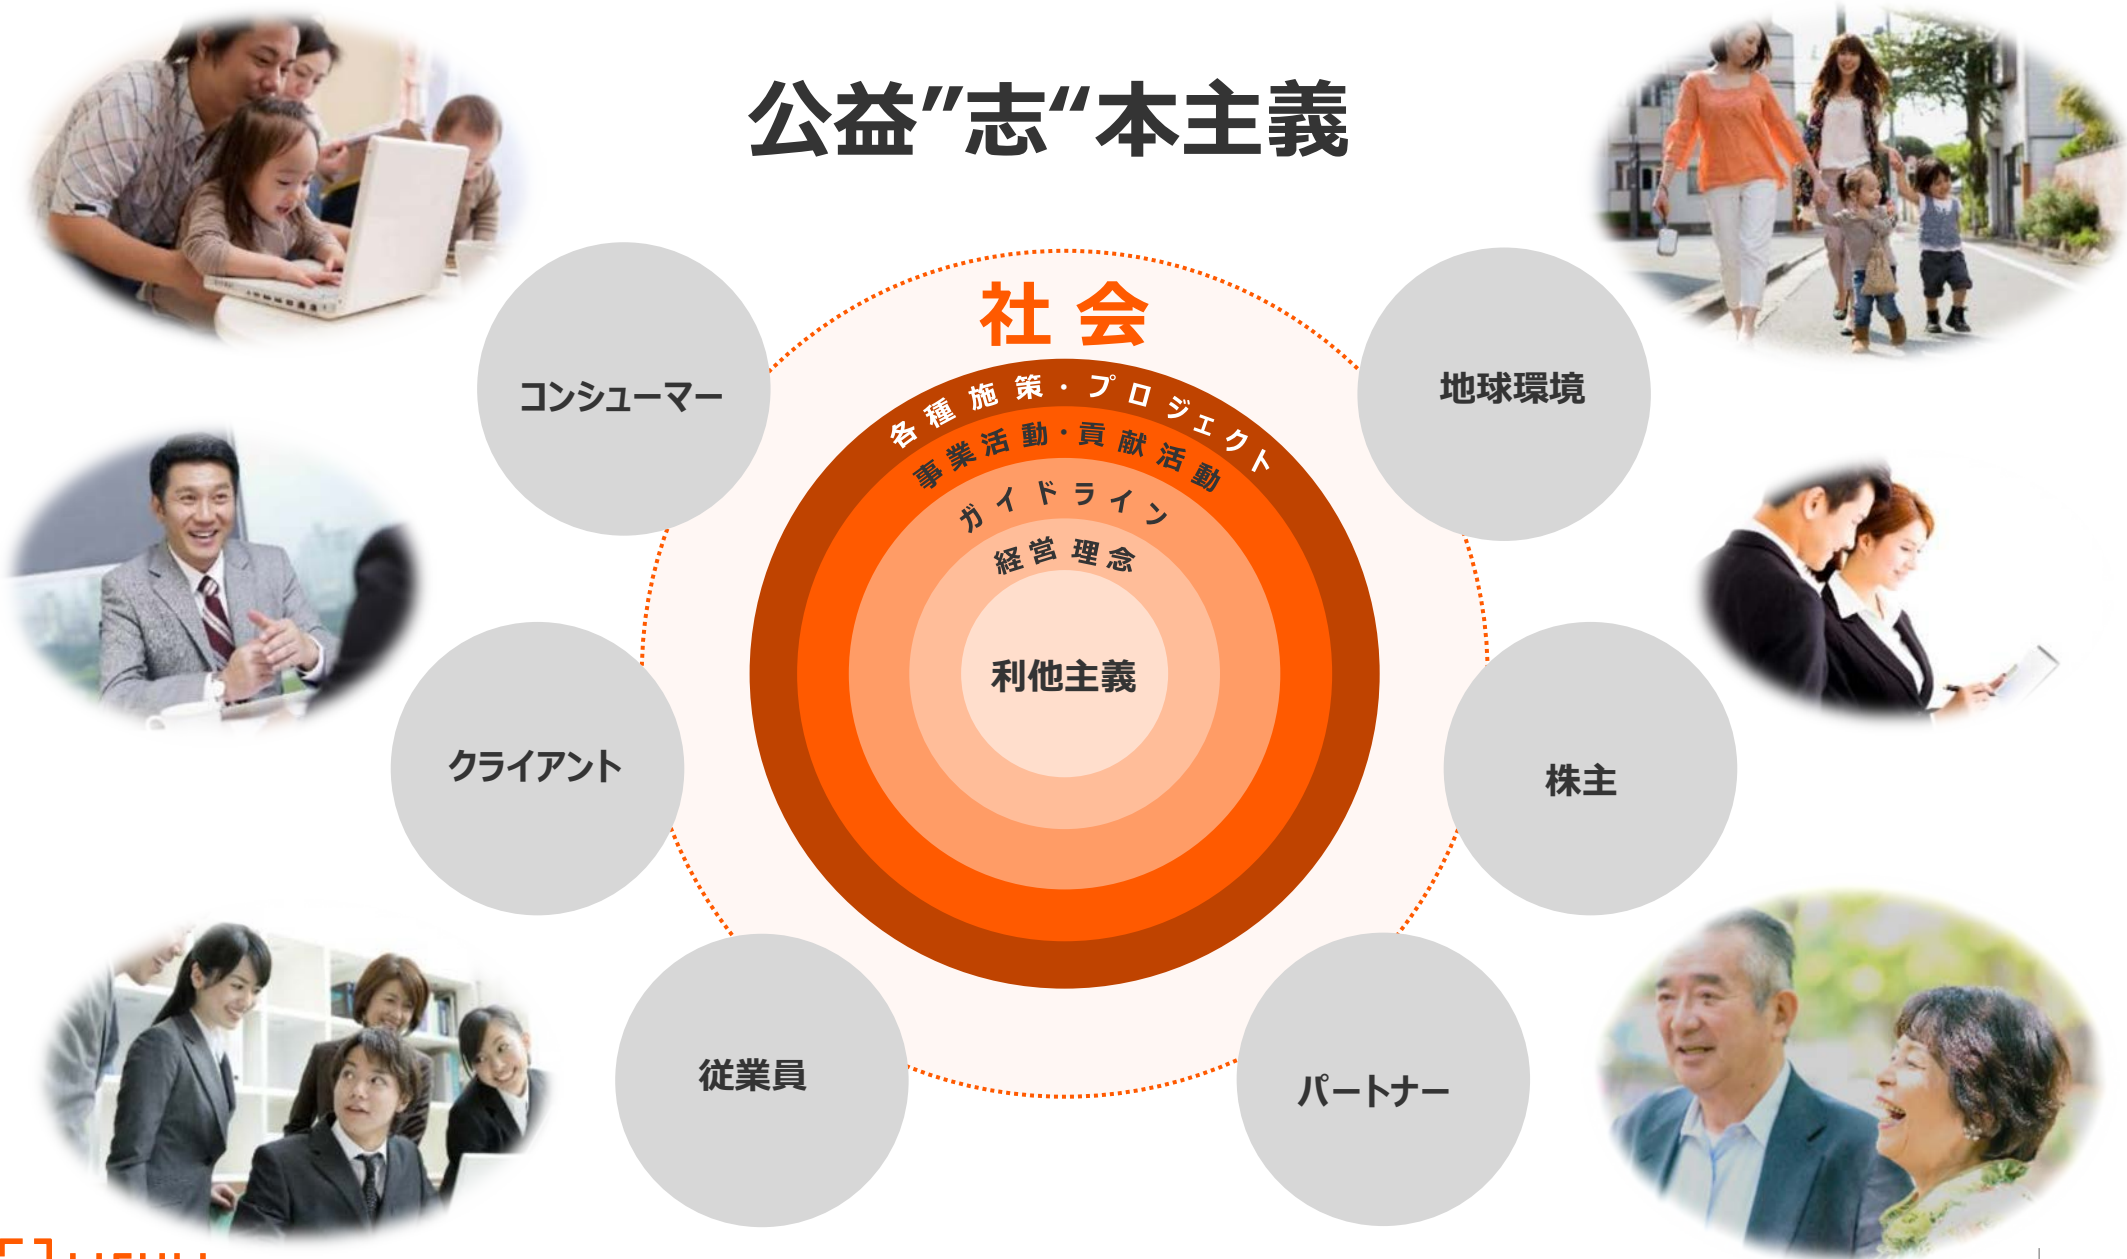 公益”志“本主義
社会
コンシューマー
地球環境
各種施策・プロジェクト
事業活動・貢献活動
ガイドライン
経営理念
利他主義
クライアント
株主
従業員
パートナー